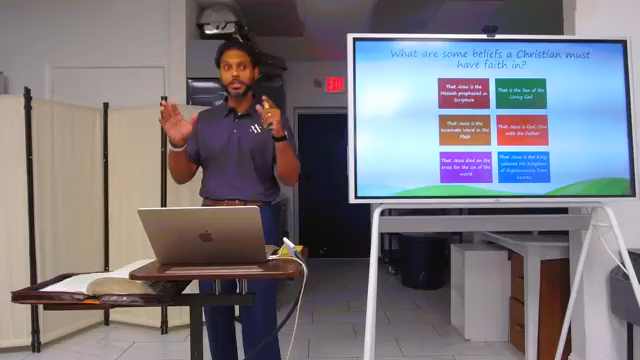 EXIT
What are some beliefs a Christian must
have faith in?
That Jesus is the
Messiah prophesied in
Scripture
That is the Son of the
Living God
That Jesus is the
Incarnate Word in the
Flesh
That Jesus is God, One
with the Father
That Jesus died on the
cross for the sin of the
world
That Jesus is the King
ushered His Kingdom
of Righteousness from
heaven